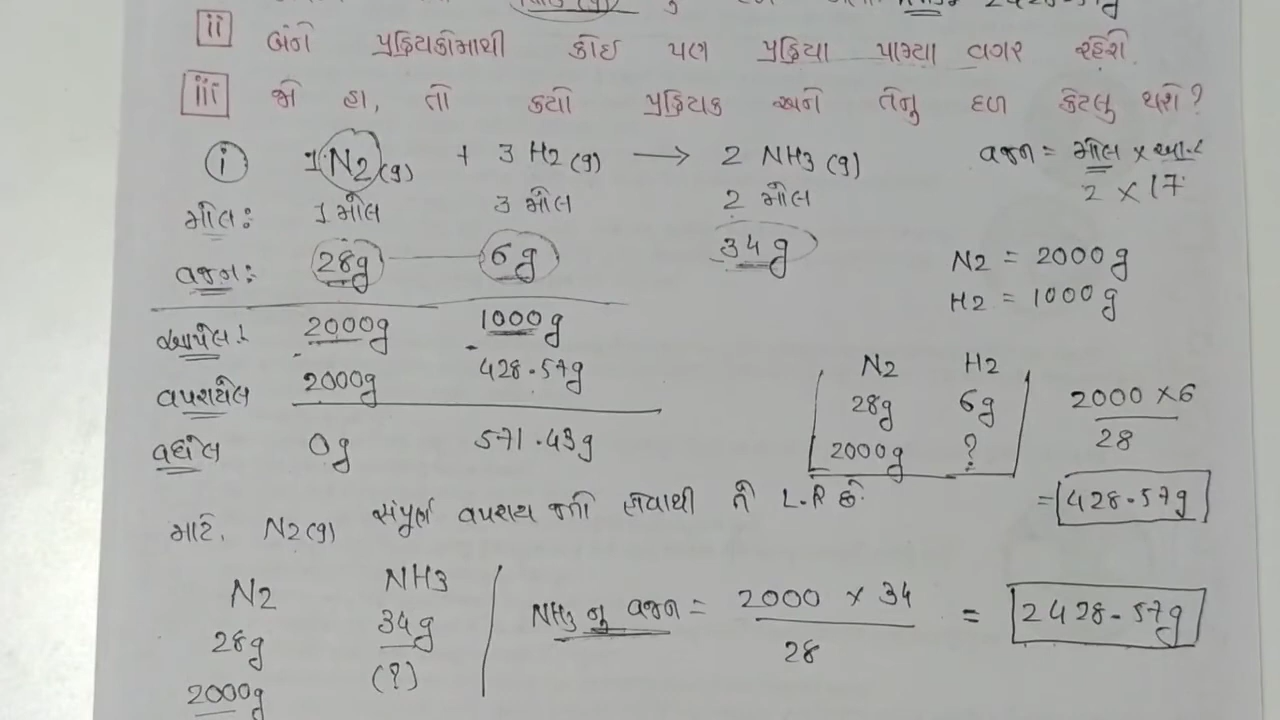 2428.57g
ii બંને પ્રક્રિયકોમાથી કોઇ પણ પ્રક્રિયા પામ્યા વગર રહેશે.
iii જો હા, તો કયો પ્રક્રિયક અને તેનુ દળ કેટલુ થશે?
i 1N2(g) + 3 H2(g) → 2 NH3(g)
વજન = મોલ × આ.
2 × 17
મોલ: 1 મોલ 3 મોલ 2 મોલ
વજન: 28g 6g 34g
N2 = 2000g
H2 = 1000g
આપેલ: 2000g 1000g
વપરાયેલ - 2000g - 428.57g
વધેલ 0g 571.43g
N2 H2
28g 6g
2000g ?
2000 × 6
28
= 428.57g
માટે, N2(g) સંપૂર્ણ વપરાય જતો હોવાથી તે L.R છે.
N2 NH3
28g 34g
2000g (?)
NH3 નુ વજન = 2000 × 34 = 2428.57g
28